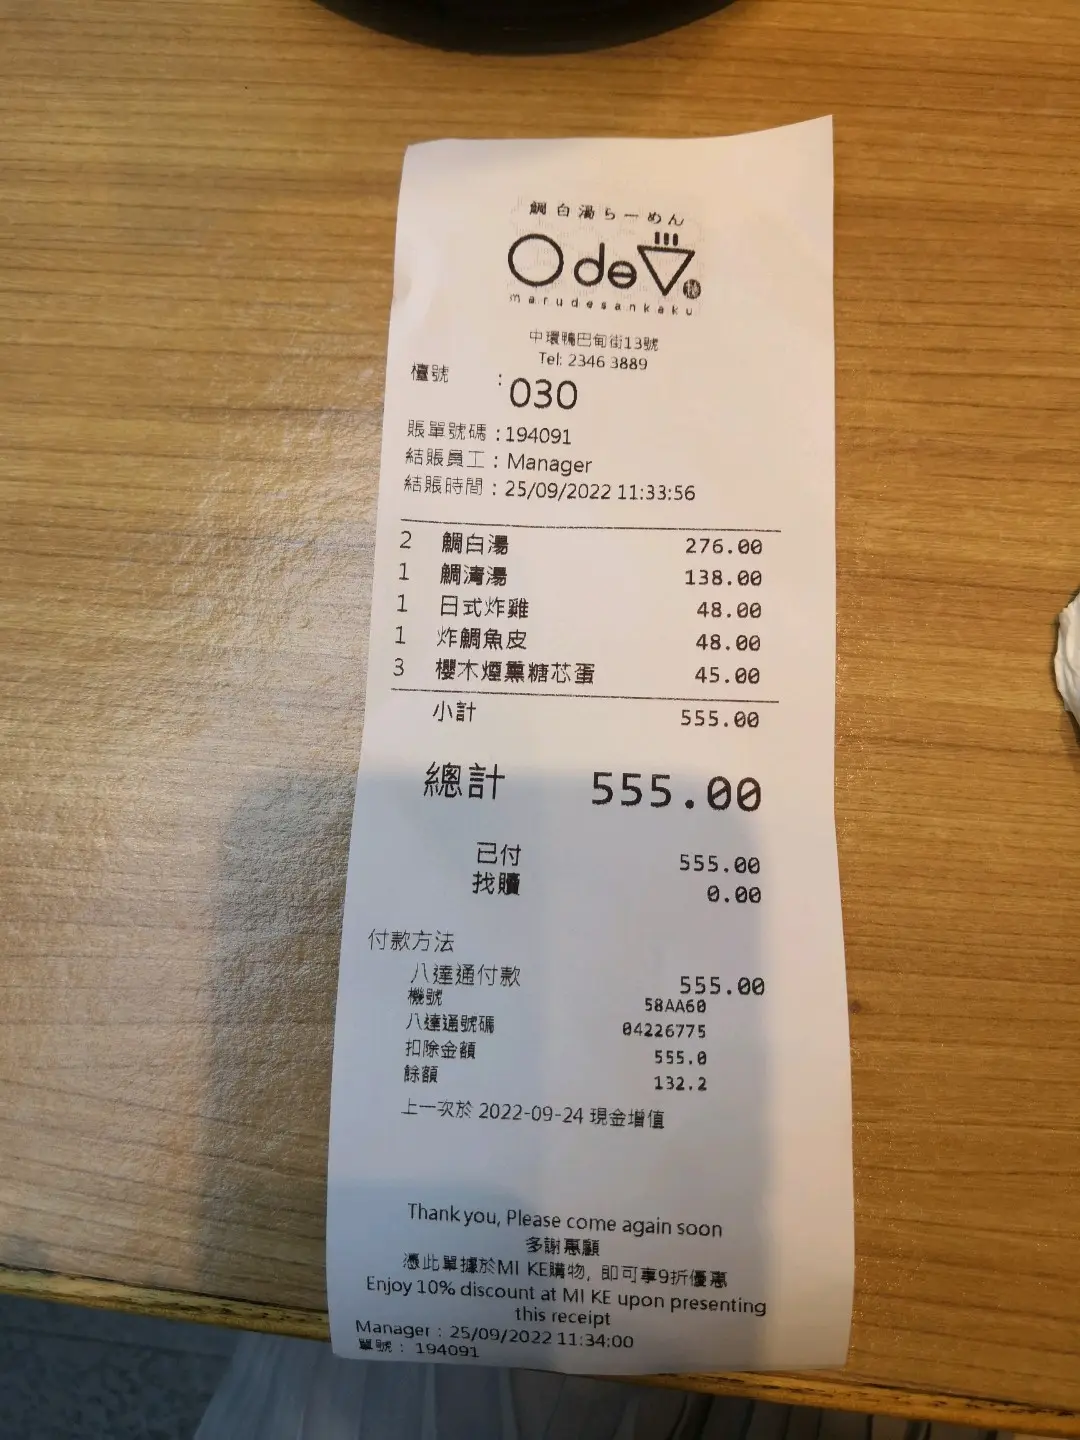 鯛白湯らーめん
O de
marudesankaku
中環鴨巴甸街13號
Tel: 2346 3889
檯號 : 030
賬單號碼 : 194091
結賬員工 : Manager
結賬時間 : 25/09/2022 11:33:56
2 鯛白湯 276.00
1 鯛清湯 138.00
1 日式炸雞 48.00
1 炸鯛魚皮 48.00
3 櫻木煙薰糖芯蛋 45.00
小計 555.00
總計 555.00
已付 555.00
找贖 0.00
付款方法
八達通付款 555.00
機號 58AA60
八達通號碼 04226775
扣除金額 555.0
餘額 132.2
上一次於 2022-09-24 現金增值
Thank you, Please come again soon
多謝惠顧
憑此單據於MI KE購物, 即可享9折優惠
Enjoy 10% discount at MI KE upon presenting
this receipt
Manager : 25/09/2022 11:34:00
單號 : 194091